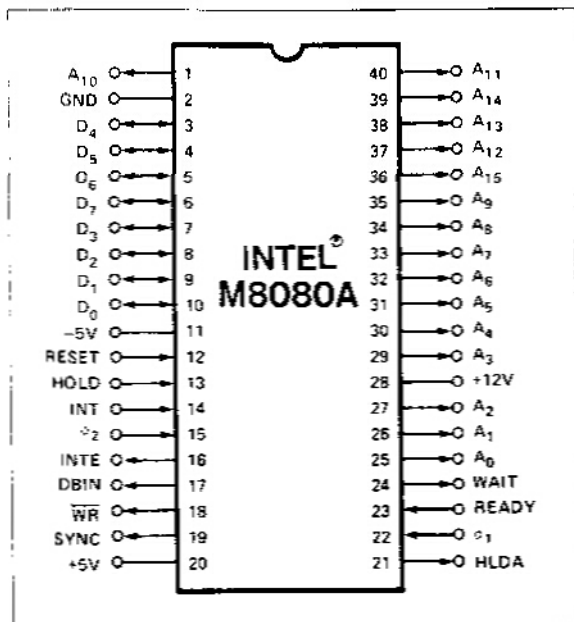 A10 1 40 A11
GND 2 39 A14
D4 3 38 A13
D5 4 37 A12
D6 5 36 A15
D7 6 35 A9
D3 7 34 A8
D2 8 33 A7
D1 9 32 A6
D0 10 31 A5
-5V 11 30 A4
RESET 12 29 A3
HOLD 13 28 +12V
INT 14 27 A2
φ2 15 26 A1
INTE 16 25 A0
DBIN 17 24 WAIT
W̅R̅ 18 23 READY
SYNC 19 22 φ1
+5V 20 21 HLDA
INTEL®
M8080A